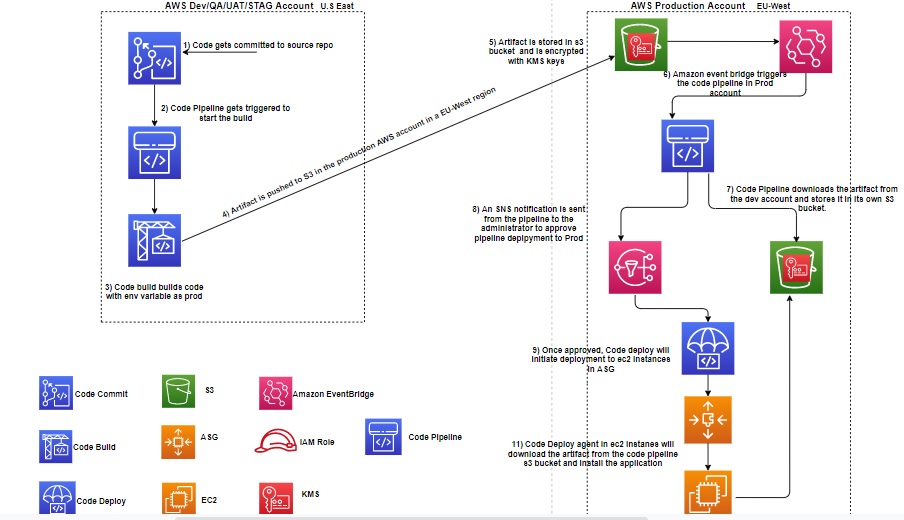 AWS Dev/QA/UAT/STAG Account U.S East
AWS Production Account EU-West
1) Code gets committed to source repo
2) Code Pipeline gets triggered to
start the build
3) Code build builds code
with env variable as prod
4) Artifact is pushed to S3 in the production AWS account in a EU-West region
5) Artifact is stored in s3
bucket and is encrypted
with KMS keys
6) Amazon event bridge triggers
the code pipeline in Prod
account
7) Code Pipeline downloads the artifact from
the dev account and stores it in its own S3
bucket.
8) An SNS notification is sent
from the pipeline to the
administrator to approve
pipeline depipyment to Prod
9) Once approved, Code deploy will
initiate deployment to ec2 instances
in ASG
11) Code Deploy agent in ec2 instanes will
download the artifact from the code pipeline
s3 bucket and install the application
Code Commit
S3
Amazon EventBridge
Code Build
ASG
IAM Role
Code Pipeline
Code Deploy
EC2
KMS